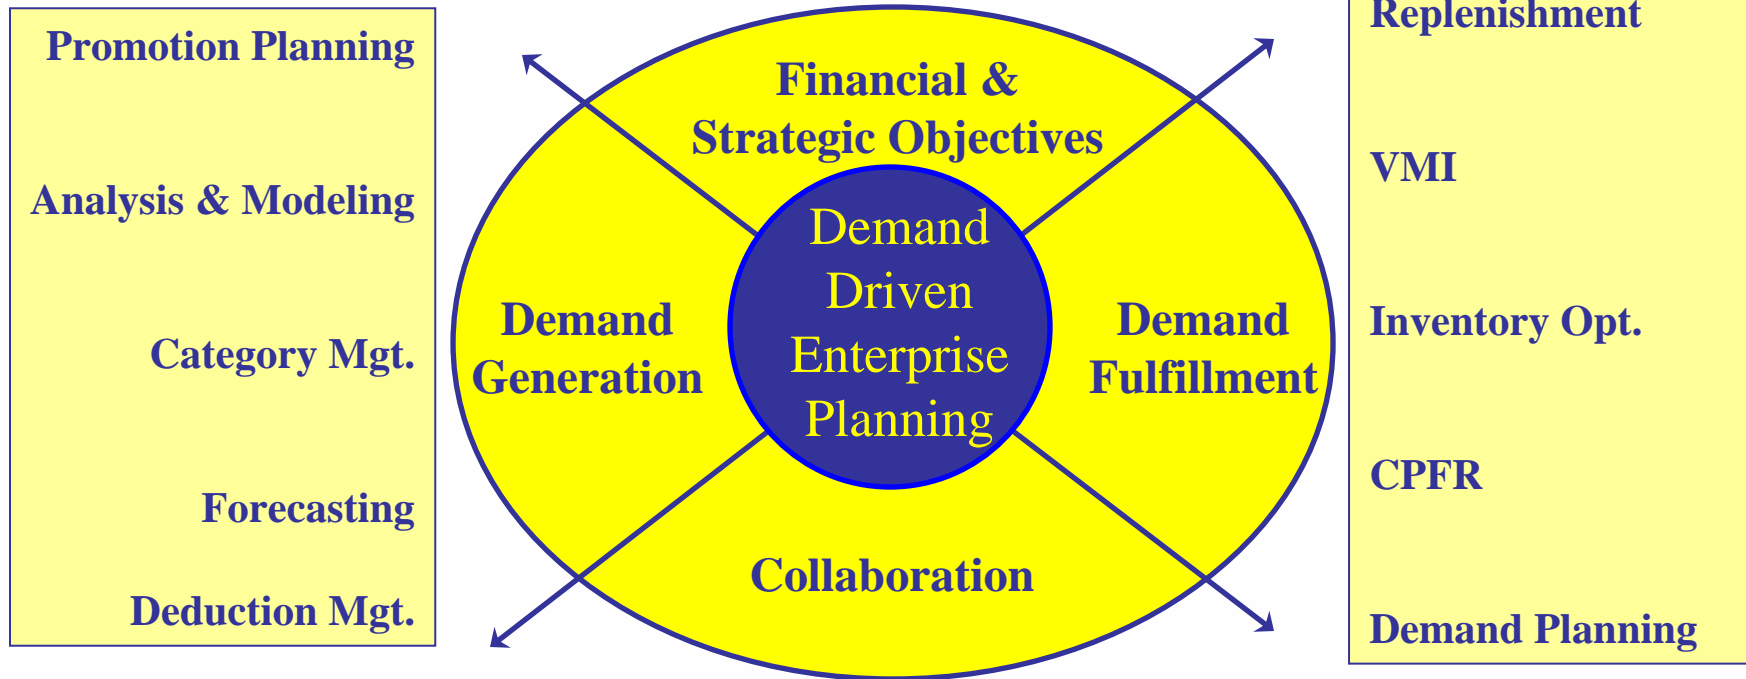 Promotion Planning
Analysis & Modeling
Category Mgt.
Forecasting
Deduction Mgt.
Financial &
Strategic Objectives
Demand
Generation
Demand
Driven
Enterprise
Planning
Demand
Fulfillment
Collaboration
Replenishment
VMI
Inventory Opt.
CPFR
Demand Planning